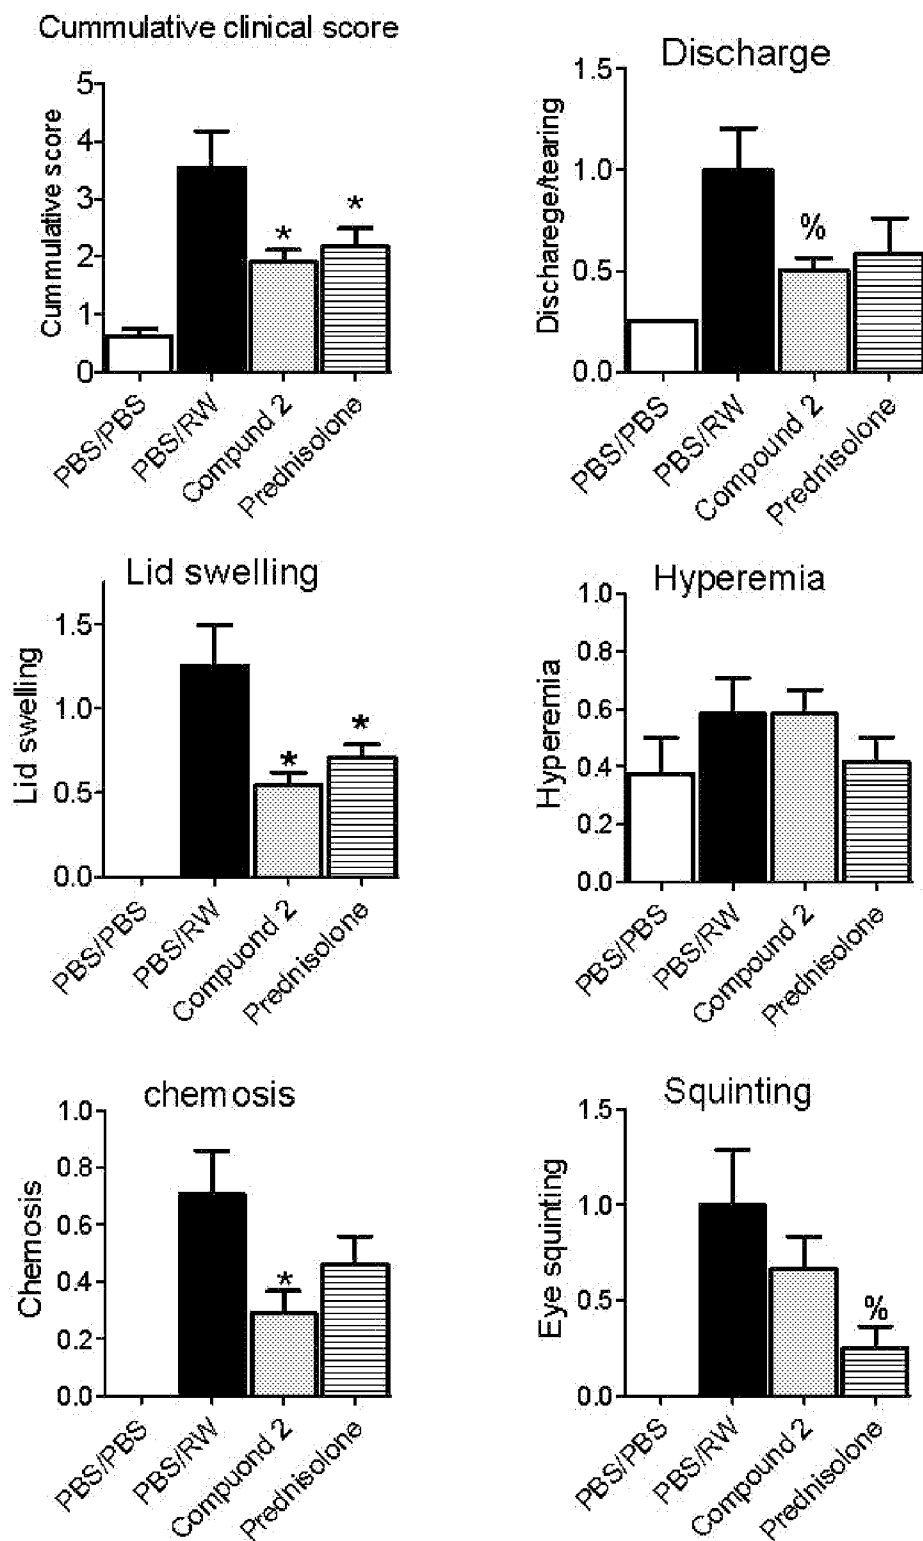 Cummulative clinical score
Cummulative score
5
4
3
2
1
0
*
*
PBS/PBS
PBS/RW
Compound 2
Prednisolone
Discharge
Discharege/tearing
1.5
1.0
0.5
0.0
%
PBS/PBS
PBS/RW
Compound 2
Prednisolone
Lid swelling
Lid swelling
1.5
1.0
0.5
0.0
*
*
PBS/PBS
PBS/RW
Compuond 2
Prednisolone
Hyperemia
Hyperemia
1.0
0.8
0.6
0.4
0.2
0.0
PBS/PBS
PBS/RW
Compound 2
Prednisolone
chemosis
Chemosis
1.0
0.8
0.6
0.4
0.2
0.0
*
PBS/PBS
PBS/RW
Compound 2
Prednisolone
Squinting
Eye squinting
1.5
1.0
0.5
0.0
%
PBS/PBS
PBS/RW
Compound 2
Prednisolone